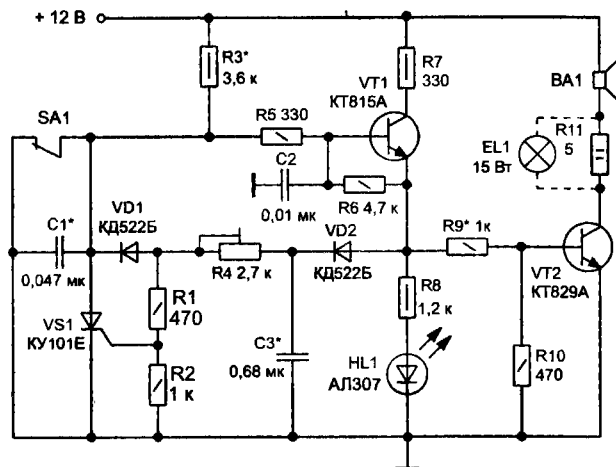 + 12 В
R3*
3,6 к
R7
330
VT1
КТ815А
BA1
SA1
R5 330
R11
5
EL1
15 Вт
C2
0,01 мк
R6 4,7 к
C1*
0,047 мк
VD1
КД522Б
R4 2,7 к
VD2
КД522Б
R9* 1к
VT2
КТ829А
R1
470
R8
1,2 к
VS1
КУ101Е
R2
1 к
C3*
0,68 мк
HL1
АЛ307
R10
470